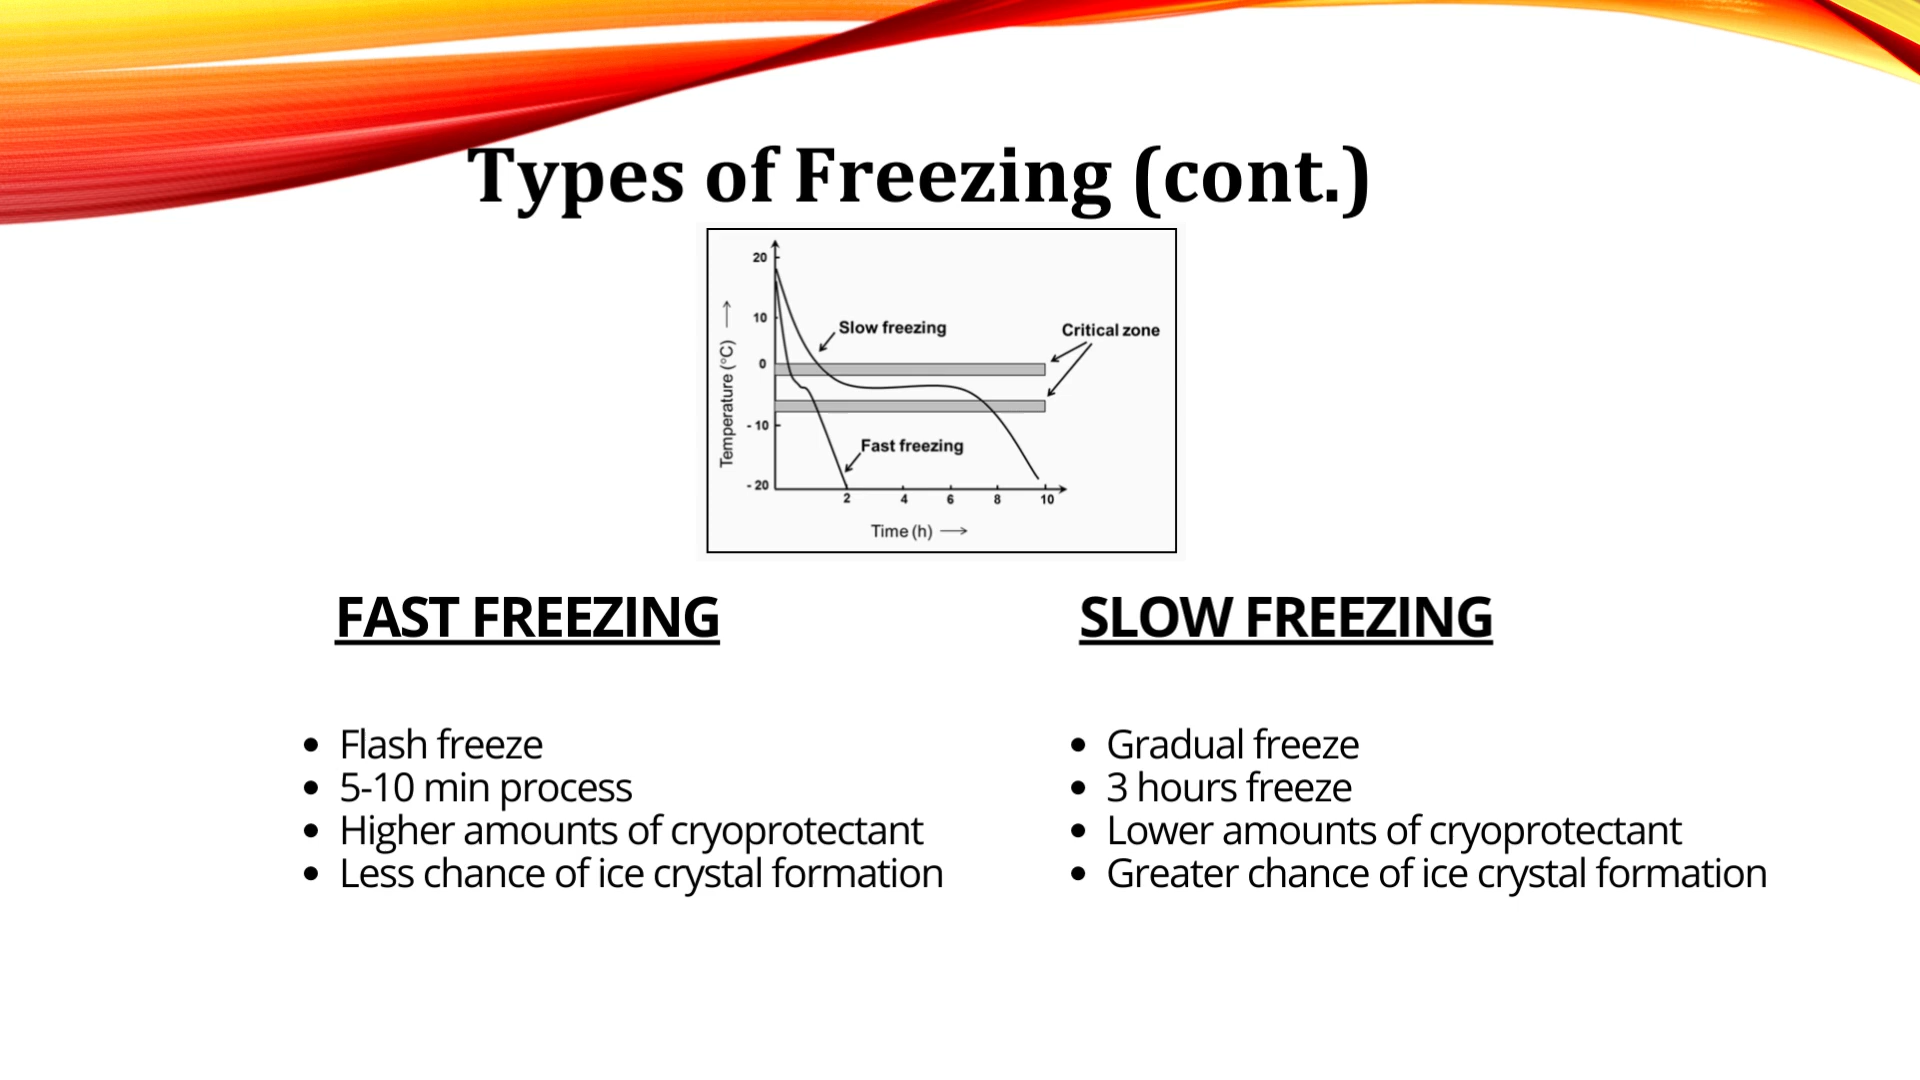 Types of Freezing (cont.)
20
10
0
- 10
- 20
Temperature (°C)
Slow freezing
Critical zone
Fast freezing
2 4 6 8 10
Time (h)
FAST FREEZING
• Flash freeze
• 5-10 min process
• Higher amounts of cryoprotectant
• Less chance of ice crystal formation
SLOW FREEZING
• Gradual freeze
• 3 hours freeze
• Lower amounts of cryoprotectant
• Greater chance of ice crystal formation